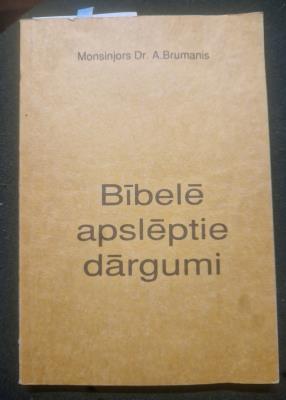 Monsinjors Dr. A.Brumanis
Bībelē
apslēptie
dārgumi